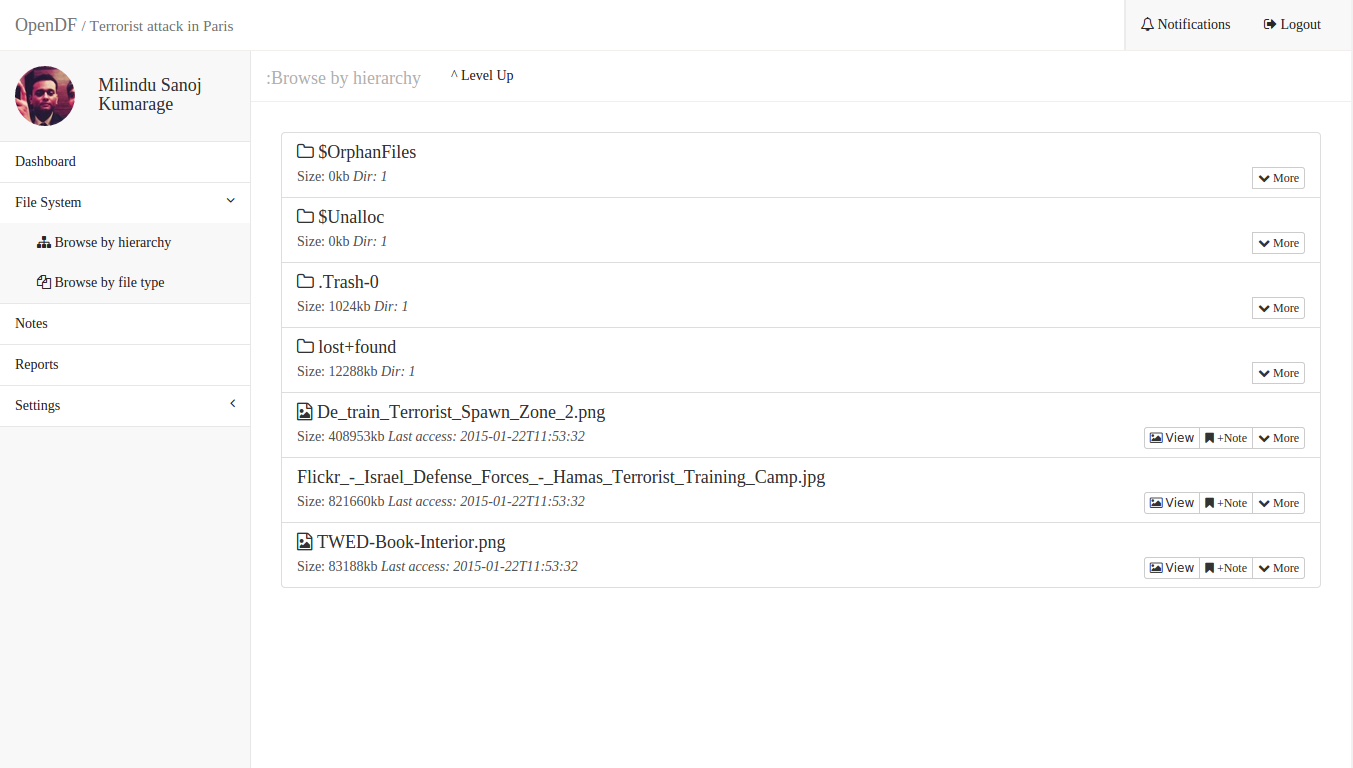 OpenDF / Terrorist attack in Paris
Notifications
Logout
Milindu Sanoj
Kumarage
:Browse by hierarchy
^ Level Up
Dashboard
File System
Browse by hierarchy
Browse by file type
Notes
Reports
Settings
$OrphanFiles
Size: 0kb Dir: 1
More
$Unalloc
Size: 0kb Dir: 1
More
.Trash-0
Size: 1024kb Dir: 1
More
lost+found
Size: 12288kb Dir: 1
More
De_train_Terrorist_Spawn_Zone_2.png
Size: 408953kb Last access: 2015-01-22T11:53:32
View +Note More
Flickr_-_Israel_Defense_Forces_-_Hamas_Terrorist_Training_Camp.jpg
Size: 821660kb Last access: 2015-01-22T11:53:32
View +Note More
TWED-Book-Interior.png
Size: 83188kb Last access: 2015-01-22T11:53:32
View +Note More